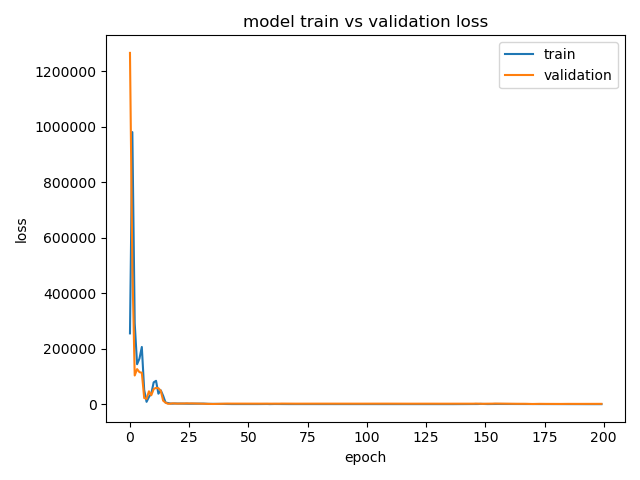 model train vs validation loss
train
validation
1200000
1000000
800000
600000
400000
200000
0
loss
0 25 50 75 100 125 150 175 200
epoch